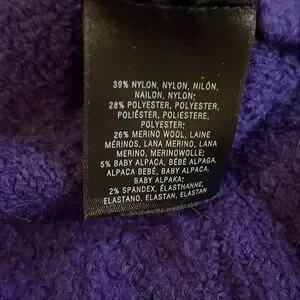 39% NYLON, NYLON, NILÓN,
NAILON, NYLON;
28% POLYESTER, POLYESTER,
POLIÉSTER, POLIESTERE,
POLYESTER;
26% MERINO WOOL, LAINE
MÉRINOS, LANA MERINO, LANA
MERINO, MERINOWOLLE;
5% BABY ALPACA, BÉBÉ ALPAGA,
ALPACA BEBÉ, BABY ALPACA,
BABY ALPAKA;
2% SPANDEX, ÉLASTHANNE,
ELASTANO, ELASTAN, ELASTAN